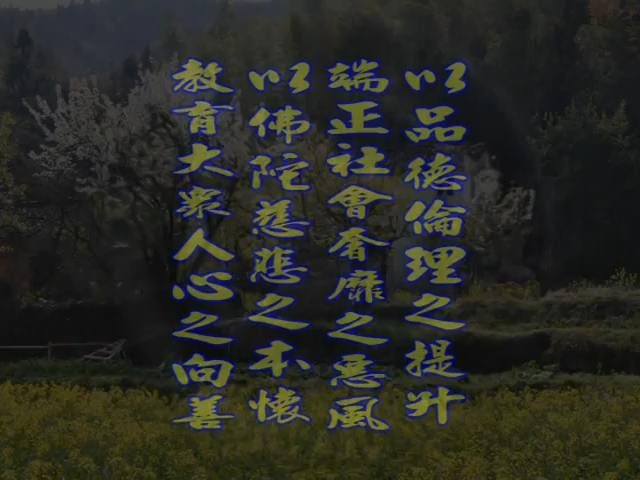 以品德倫理之提升
端正社會奢靡之惡風
以佛陀慈悲之本懷
教育大眾人心之向善